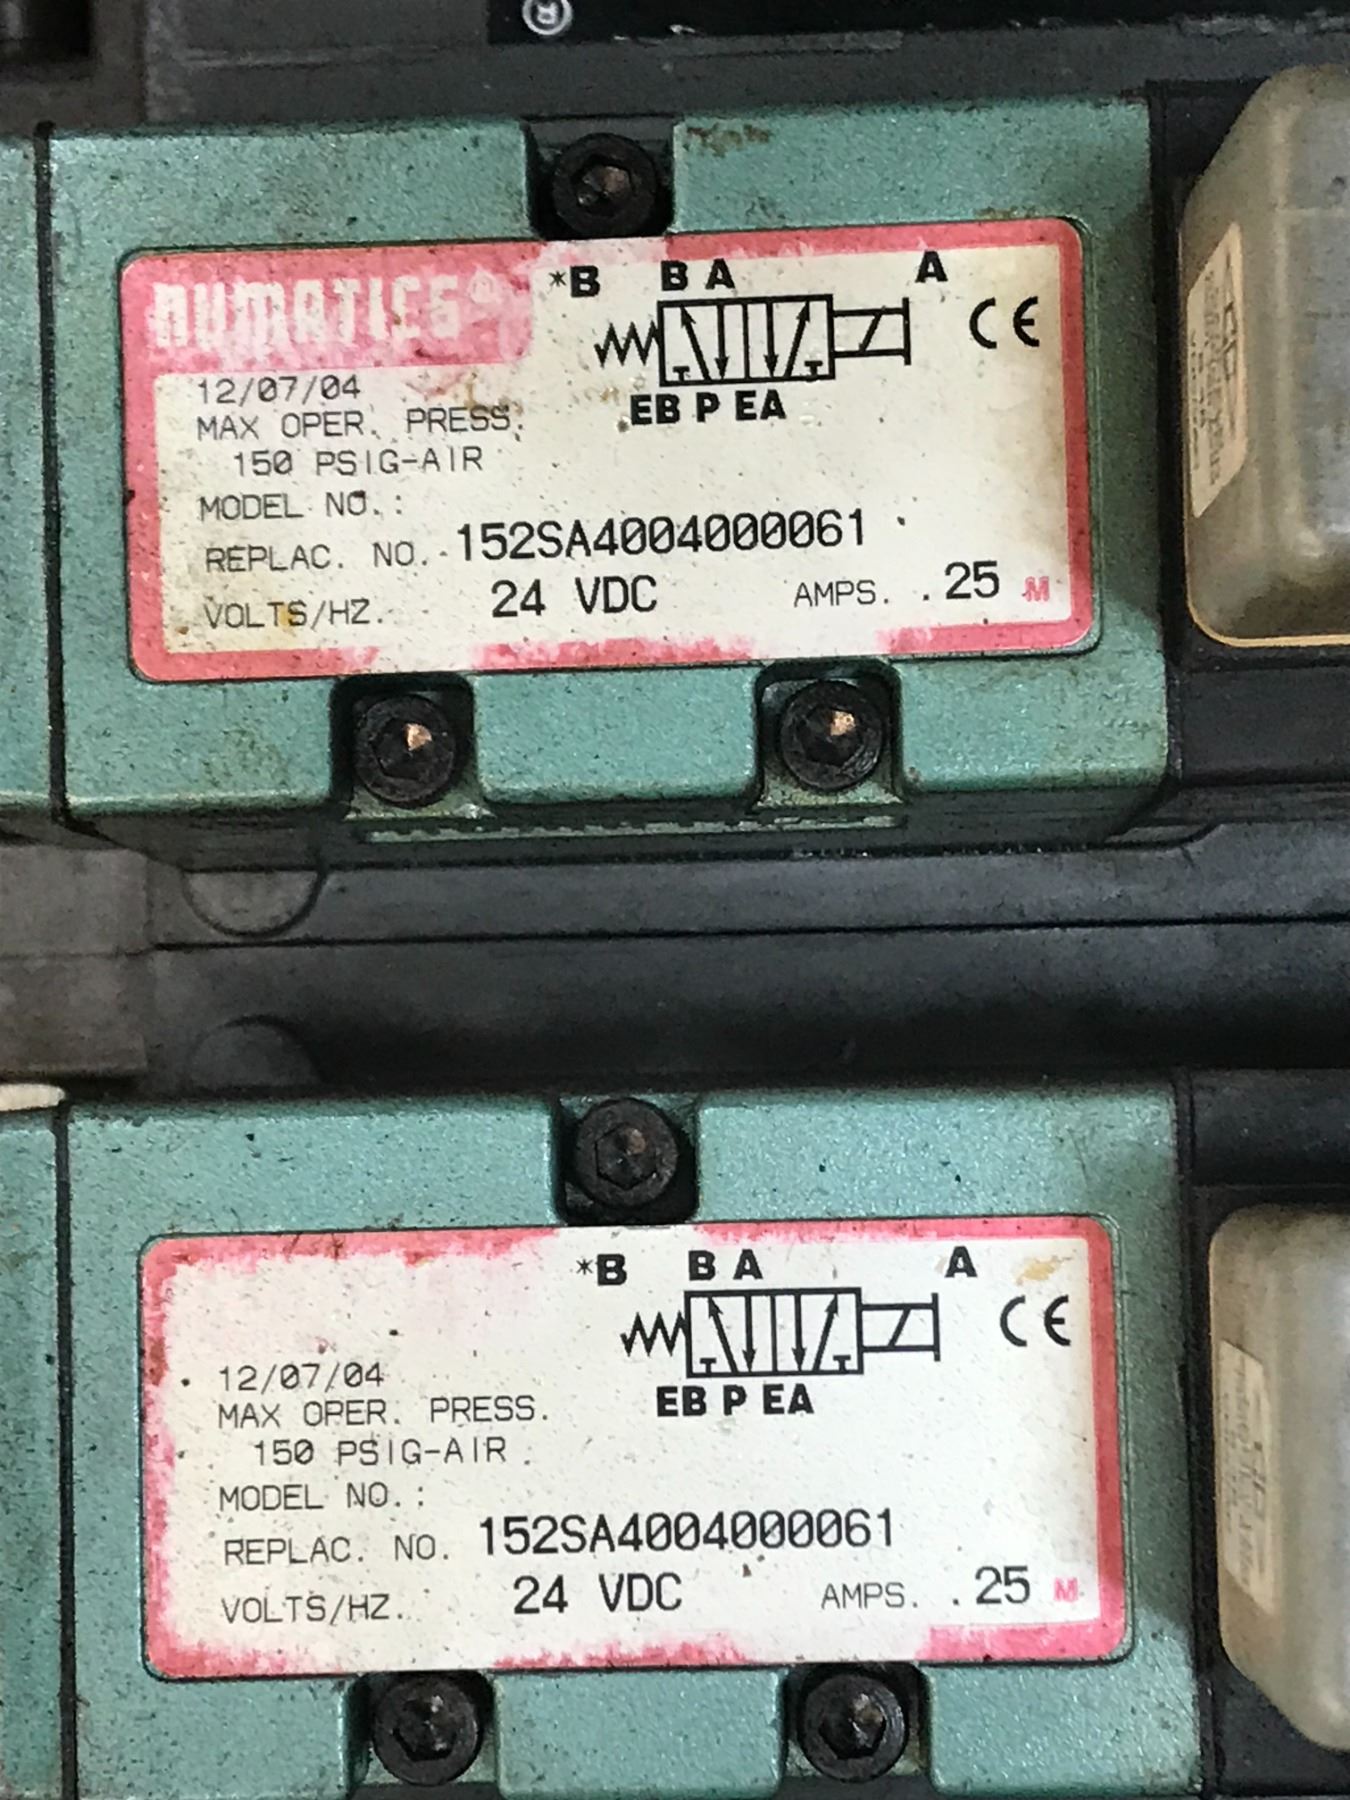 ®
NUMATICS®
*B B A A
CE
EB P EA
12/07/04
MAX OPER. PRESS.
150 PSIG-AIR
MODEL NO.:
REPLAC. NO. 152SA4004000061
VOLTS/HZ. 24 VDC AMPS. .25 M
*B B A A
CE
EB P EA
12/07/04
MAX OPER. PRESS.
150 PSIG-AIR
MODEL NO.:
REPLAC. NO. 152SA4004000061
VOLTS/HZ. 24 VDC AMPS. .25 M